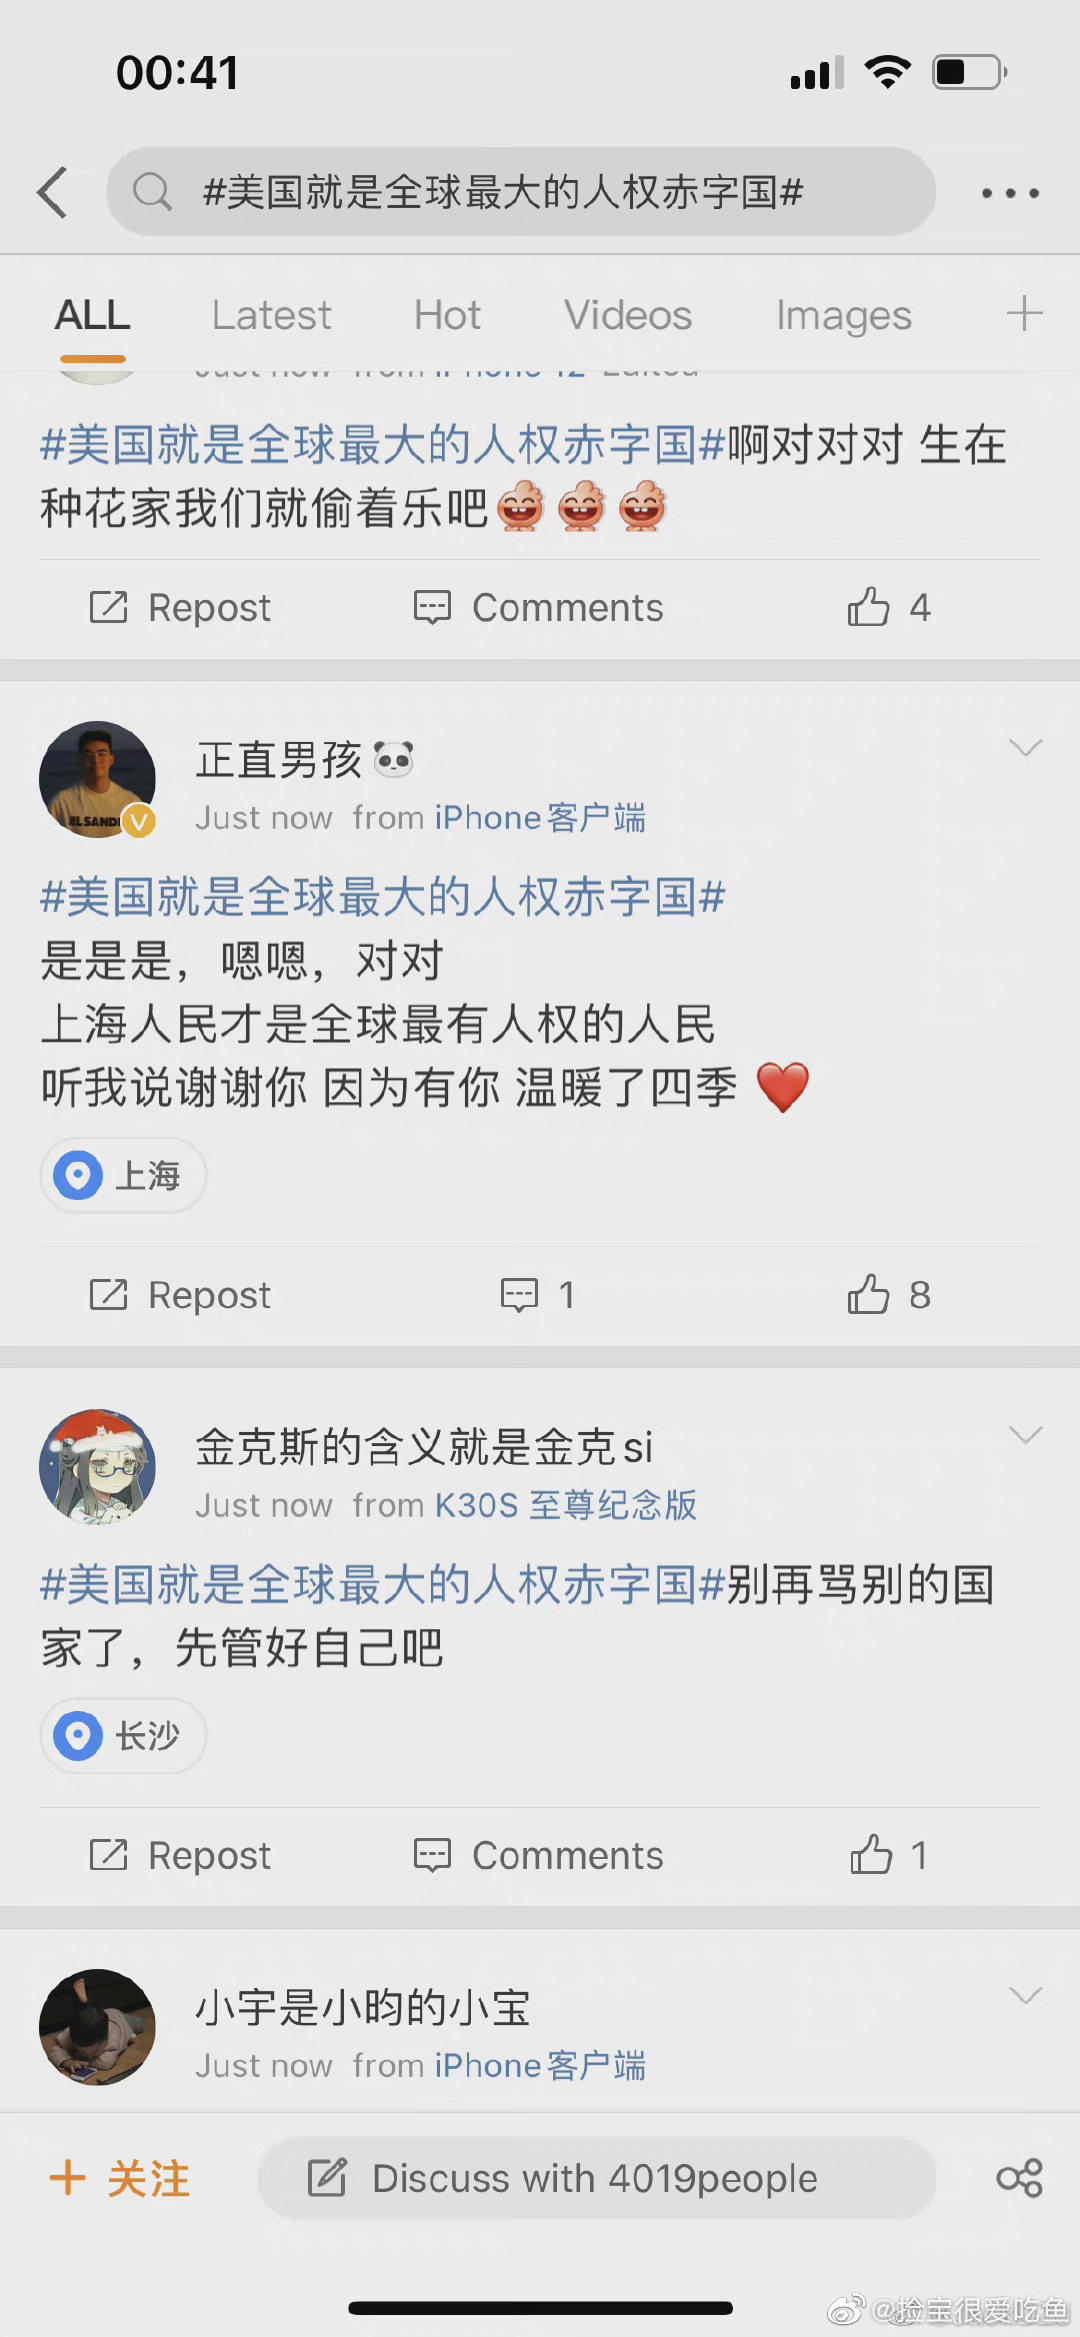 00:41
#美国就是全球最大的人权赤字国#
ALL Latest Hot Videos Images
Just now from iPhone 12 Edited
#美国就是全球最大的人权赤字国#啊对对对 生在
种花家我们就偷着乐吧
Repost Comments 4
正直男孩🐼
Just now from iPhone客户端
#美国就是全球最大的人权赤字国#
是是是，嗯嗯，对对
上海人民才是全球最有人权的人民
听我说谢谢你 因为有你 温暖了四季 ❤️
上海
Repost 1 8
金克斯的含义就是金克si
Just now from K30S 至尊纪念版
#美国就是全球最大的人权赤字国#别再骂别的国
家了，先管好自己吧
长沙
Repost Comments 1
小宇是小昀的小宝
Just now from iPhone客户端
+ 关注 Discuss with 4019people
@捡宝很爱吃鱼